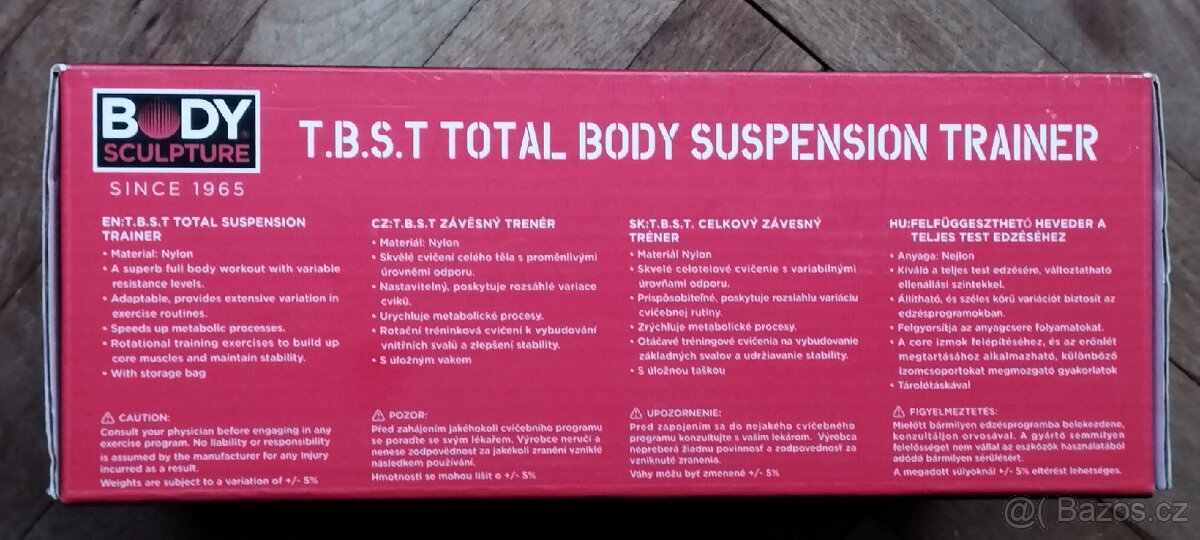 BODY
SCULPTURE
SINCE 1965
T.B.S.T TOTAL BODY SUSPENSION TRAINER
EN:T.B.S.T TOTAL SUSPENSION
TRAINER
• Material: Nylon
• A superb full body workout with variable
resistance levels.
• Adaptable, provides extensive variation in
exercise routines.
• Speeds up metabolic processes.
• Rotational training exercises to build up
core muscles and maintain stability.
• With storage bag
⚠ CAUTION:
Consult your physician before engaging in any
exercise program. No liability or responsibility
is assumed by the manufacturer for any injury
incurred as a result.
Weights are subject to a variation of +/- 5%
CZ:T.B.S.T ZÁVĚSNÝ TRENÉR
• Materiál: Nylon
• Skvělé cvičení celého těla s proměnlivými
úrovněmi odporu.
• Nastavitelný, poskytuje rozsáhlé variace
cviků.
• Urychluje metabolické procesy.
• Rotační tréninková cvičení k vybudování
vnitřních svalů a zlepšení stability.
• S úložným vakem
⚠ POZOR:
Před zahájením jakéhokoli cvičebního programu
se poraďte se svým lékařem. Výrobce neručí a
nenese zodpovědnost za jakékoli zranění vzniklé
následkem používání.
Hmotnosti se mohou lišit o +/- 5%
SK:T.B.S.T. CELKOVÝ ZÁVESNÝ
TRÉNER
• Materiál Nylon
• Skvelé celotelové cvičenie s variabilnými
úrovňami odporu.
• Prispôsobiteľné, poskytuje rozsiahlu variáciu
cvičebnej rutiny.
• Zrýchluje metabolické procesy.
• Otáčavé tréningové cvičenia na vybudovanie
základných svalov a udržiavanie stability.
• S úložnou taškou
⚠ UPOZORNENIE:
Pred zapojením sa do nejakého cvičebného
programu konzultujte s vašim lekárom. Výrobca
nepreberá žiadnu povinnosť a zodpovednosť za
vzniknuté zranenia.
Váhy môžu byť zmenené +/- 5%
HU:FELFÜGGESZTHETŐ HEVEDER A
TELJES TEST EDZÉSÉHEZ
• Anyaga: Nejlon
• Kiváló a teljes test edzésére, változtatható
ellenállási szintekkel.
• Állítható, és széles körű variációt biztosít az
edzésprogramokban.
• Felgyorsítja az anyagcsere folyamatokat.
• A core izmok felépítéséhez, és az erőnlét
megtartásához alkalmazható, különböző
izomcsoportokat megmozgató gyakorlatok
• Tárolótáskával
⚠ FIGYELMEZTETÉS:
Mielőtt bármilyen edzésprogramba belekezdene,
konzultáljon orvosával. A gyártó semmilyen
felelősséget nem vállal az eszközök használatából
adódó bármilyen sérülésért.
A megadott súlyoknál +/- 5% eltérést lehetséges.
@ Bazos.cz